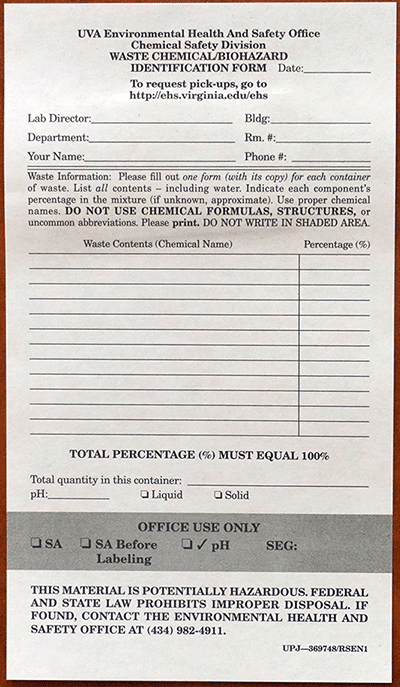 UVA Environmental Health And Safety Office
Chemical Safety Division
WASTE CHEMICAL/BIOHAZARD
IDENTIFICATION FORM Date:
To request pick-ups, go to
http://ehs.virginia.edu/ehs
Lab Director: Bldg:
Department: Rm. #:
Your Name: Phone #:
Waste Information: Please fill out one form (with its copy) for each container
of waste. List all contents – including water. Indicate each component's
percentage in the mixture (if unknown, approximate). Use proper chemical
names. DO NOT USE CHEMICAL FORMULAS, STRUCTURES, or
uncommon abbreviations. Please print. DO NOT WRITE IN SHADED AREA.
Waste Contents (Chemical Name) Percentage (%)
TOTAL PERCENTAGE (%) MUST EQUAL 100%
Total quantity in this container:
pH: ❑ Liquid ❑ Solid
OFFICE USE ONLY
❑ SA ❑ SA Before ❑ ✓ pH SEG:
Labeling
THIS MATERIAL IS POTENTIALLY HAZARDOUS. FEDERAL
AND STATE LAW PROHIBITS IMPROPER DISPOSAL. IF
FOUND, CONTACT THE ENVIRONMENTAL HEALTH AND
SAFETY OFFICE AT (434) 982-4911.
UPJ—369748/RSEN1